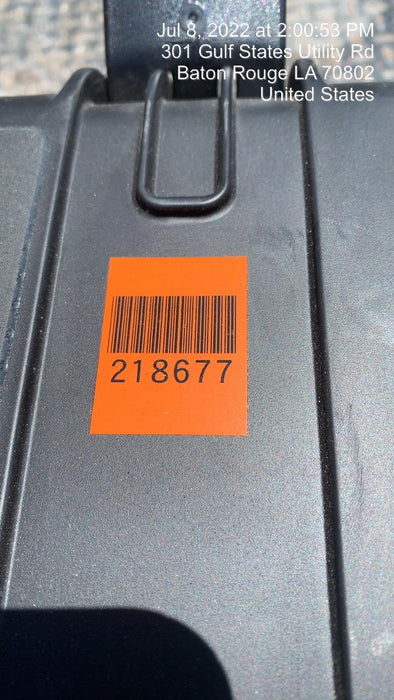 Jul 8, 2022 at 2:00:53 PM
301 Gulf States Utility Rd
Baton Rouge LA 70802
United States
218677